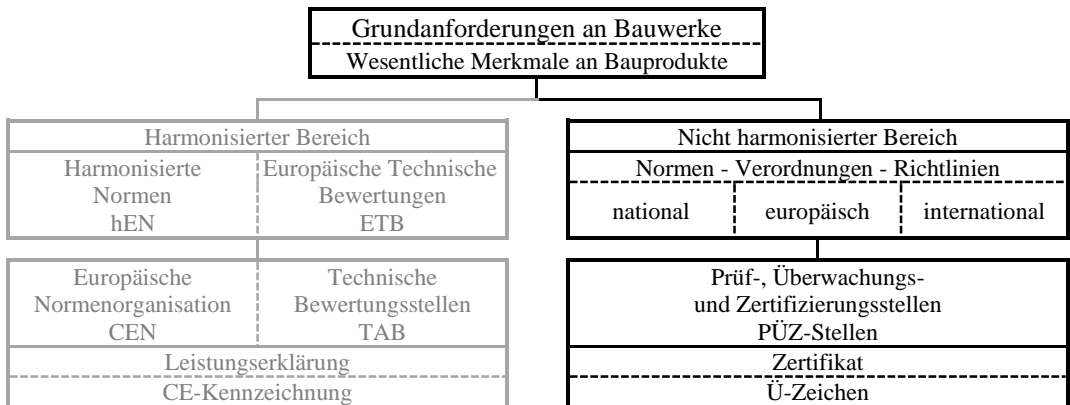 Grundanforderungen an Bauwerke
Wesentliche Merkmale an Bauprodukte
Harmonisierter Bereich
Harmonisierte
Normen
hEN
Europäische Technische
Bewertungen
ETB
Europäische
Normenorganisation
CEN
Technische
Bewertungsstellen
TAB
Leistungserklärung
CE-Kennzeichnung
Nicht harmonisierter Bereich
Normen - Verordnungen - Richtlinien
national
europäisch
international
Prüf-, Überwachungs-
und Zertifizierungsstellen
PÜZ-Stellen
Zertifikat
Ü-Zeichen